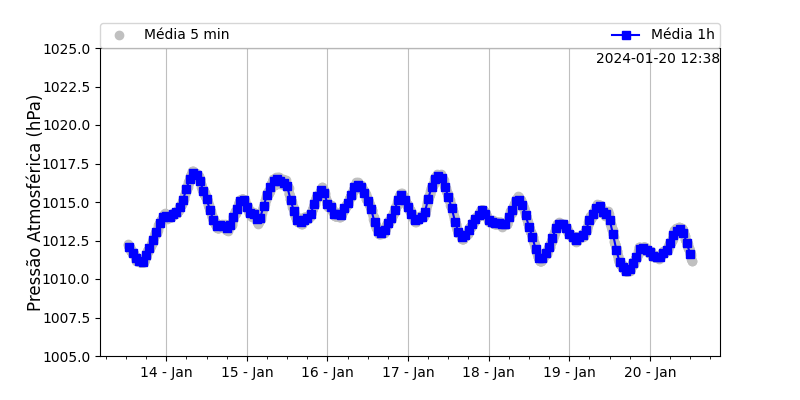 Média 5 min
Média 1h
2024-01-20 12:38
Pressão Atmosférica (hPa)
1025.0
1022.5
1020.0
1017.5
1015.0
1012.5
1010.0
1007.5
1005.0
14 - Jan
15 - Jan
16 - Jan
17 - Jan
18 - Jan
19 - Jan
20 - Jan